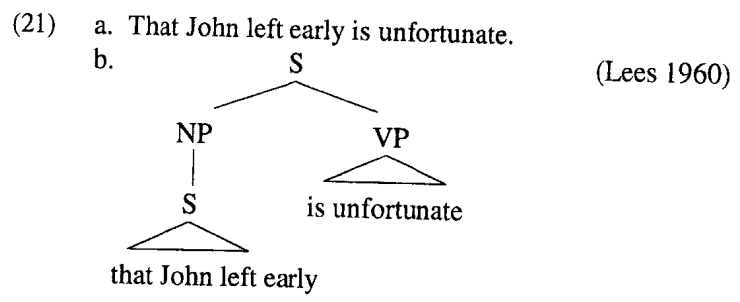 (21) a. That John left early is unfortunate.
b.
S
(Lees 1960)
NP VP
S
is unfortunate
that John left early